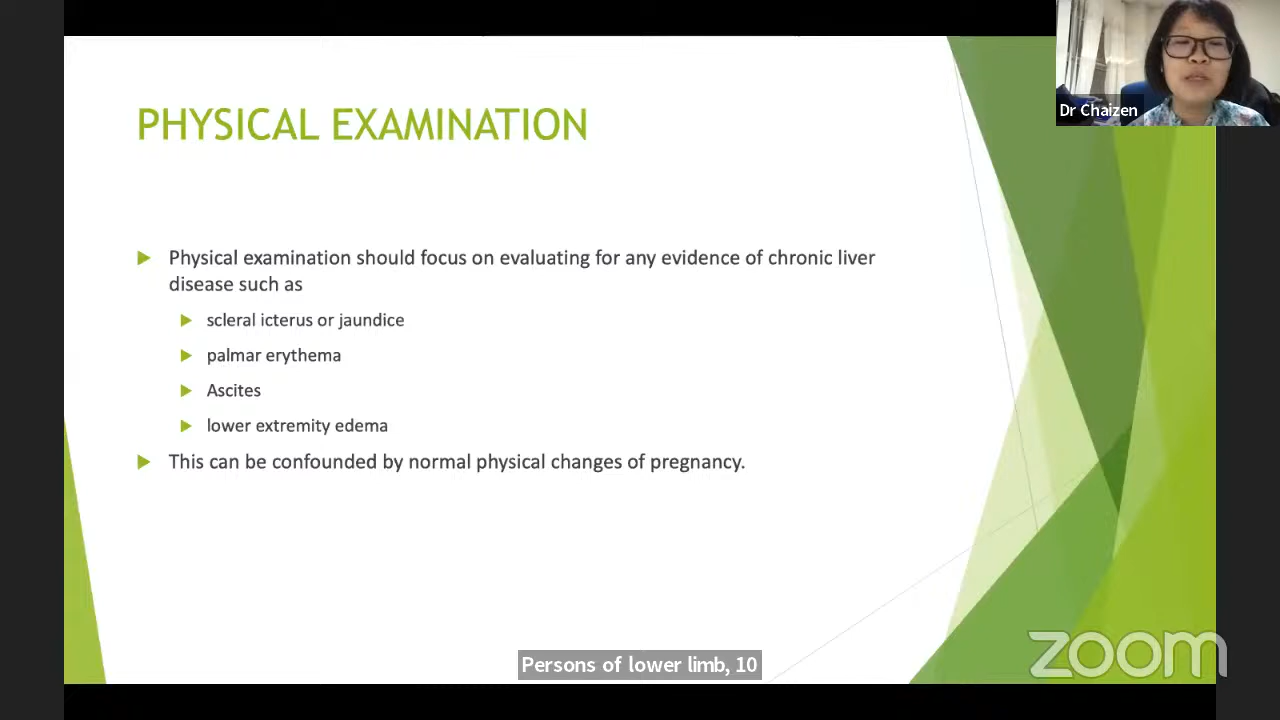 Dr Chaizen
PHYSICAL EXAMINATION
Physical examination should focus on evaluating for any evidence of chronic liver
disease such as
scleral icterus or jaundice
palmar erythema
Ascites
lower extremity edema
This can be confounded by normal physical changes of pregnancy.
Persons of lower limb, 10
zoom